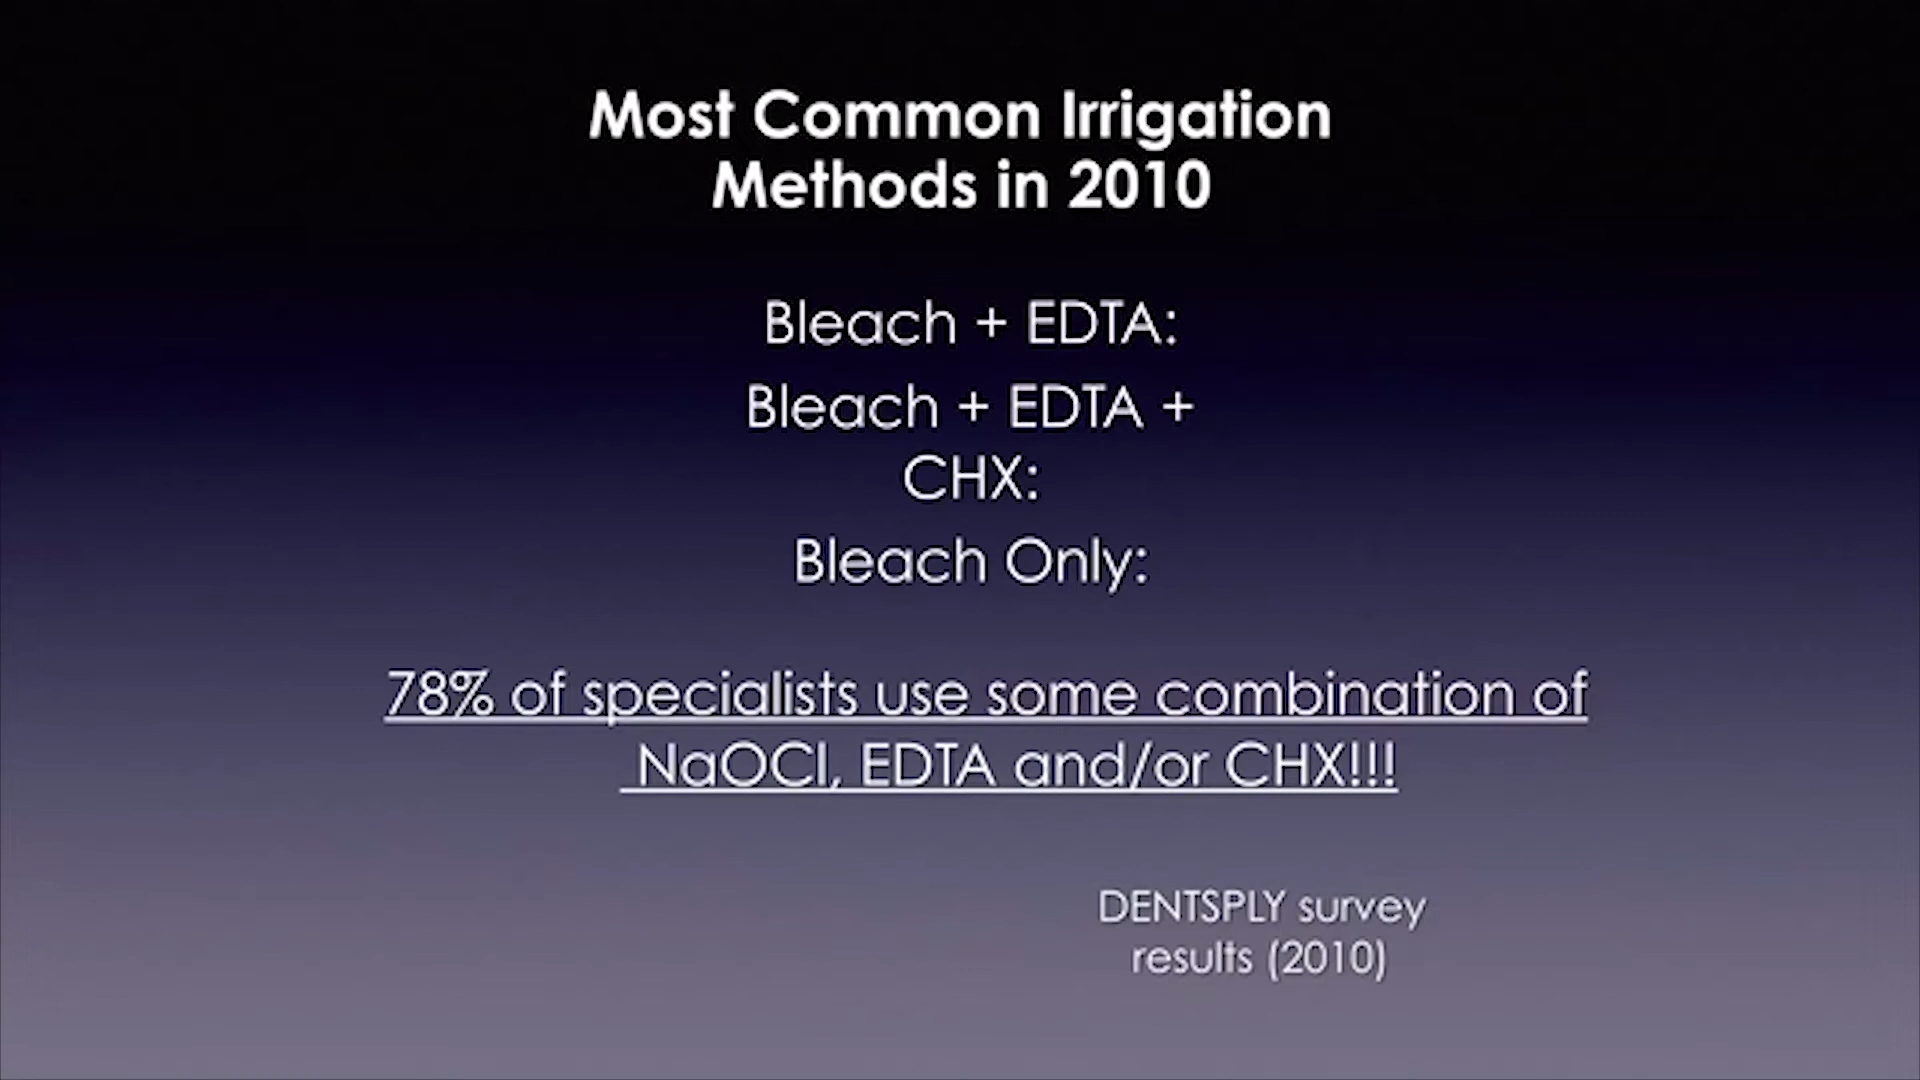 Most Common Irrigation
Methods in 2010
Bleach + EDTA:
Bleach + EDTA +
CHX:
Bleach Only:
78% of specialists use some combination of
NaOCl, EDTA and/or CHX!!!
DENTSPLY survey
results (2010)